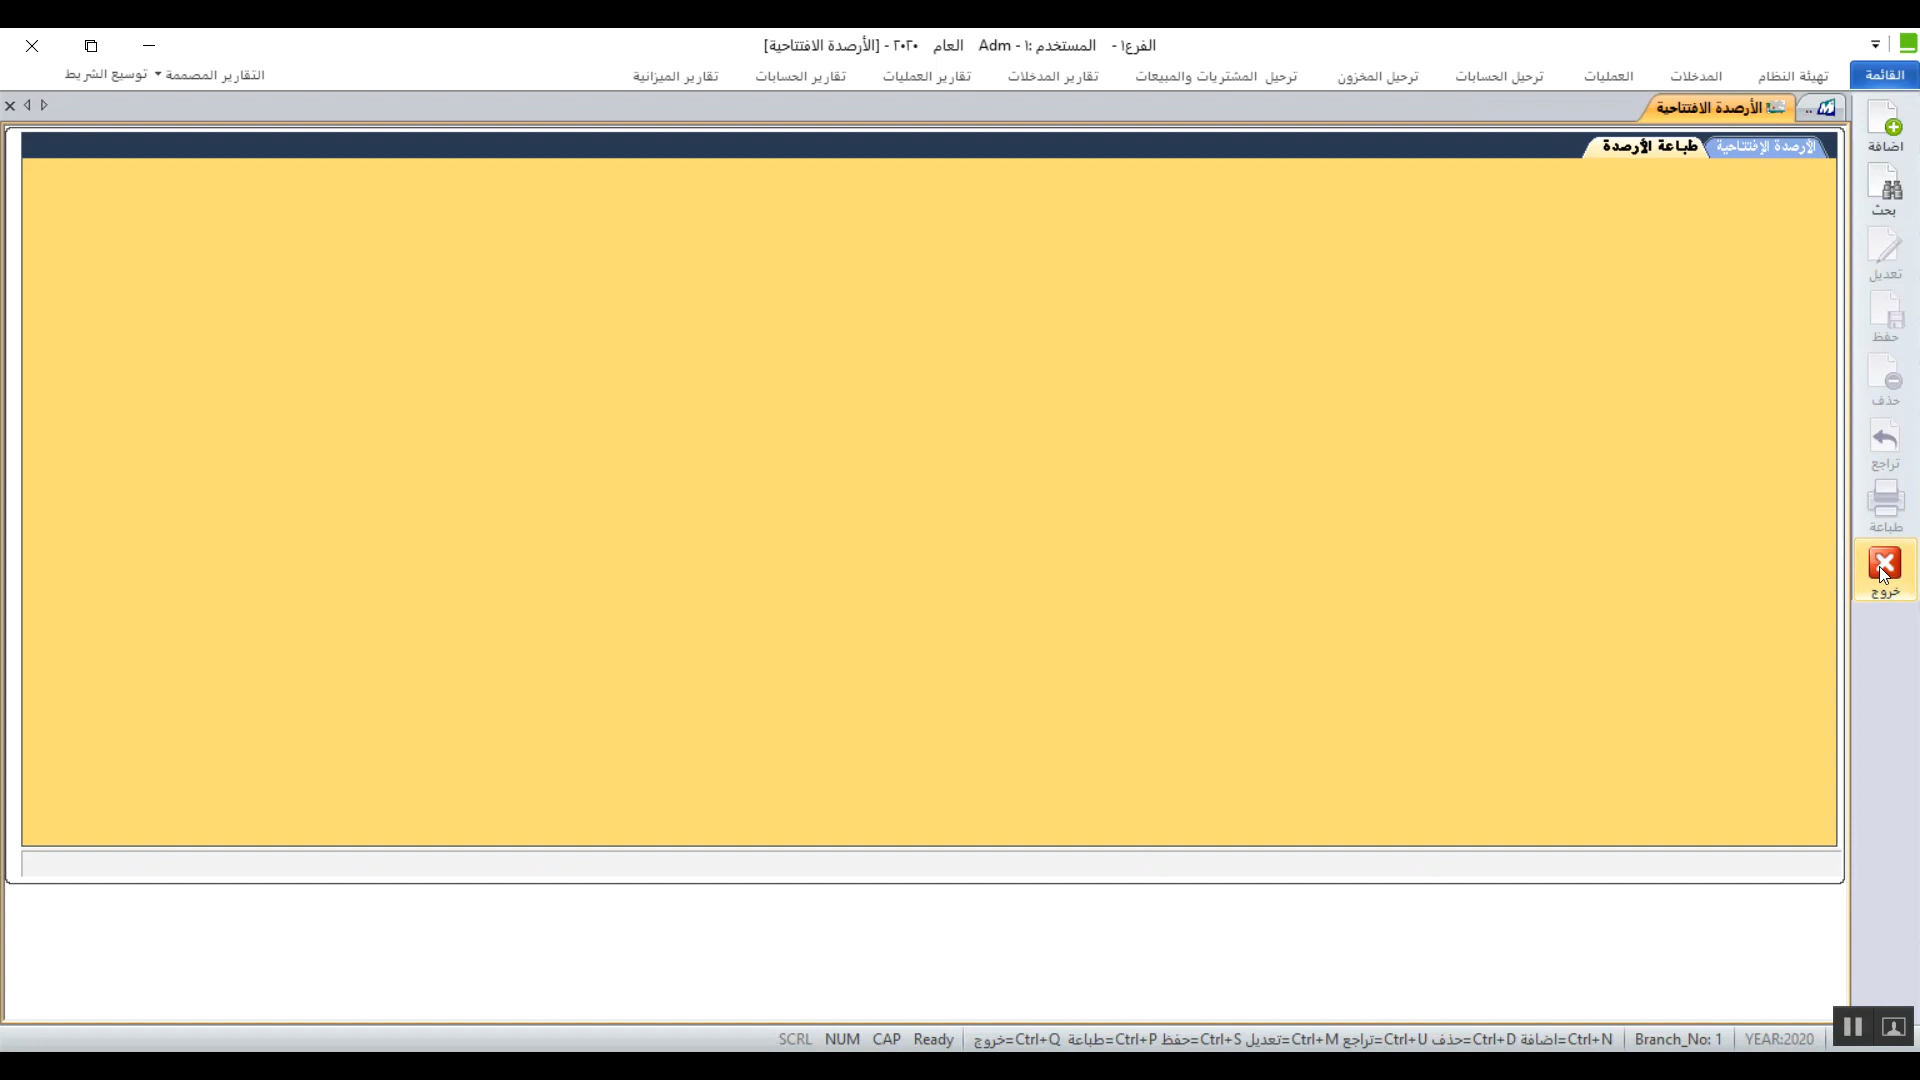 الفرع١ - المستخدم :١ - Adm العام ٢٠٢٠ - [الأرصدة الافتتاحية]
القائمة تهيئة النظام المدخلات العمليات ترحيل الحسابات ترحيل المخزون ترحيل المشتريات والمبيعات تقارير المدخلات تقارير العمليات تقارير الحسابات تقارير الميزانية التقارير المصممة توسيع الشريط
.. الأرصدة الافتتاحية
الأرصدة الإفتتاحية طباعة الأرصدة
اضافة
بحث
تعديل
حفظ
حذف
تراجع
طباعة
خروج
YEAR:2020 Branch_No: 1 Ctrl+N=اضافة Ctrl+D=حذف Ctrl+U=تراجع Ctrl+M=تعديل Ctrl+S=حفظ Ctrl+P=طباعة Ctrl+Q=خروج Ready CAP NUM SCRL